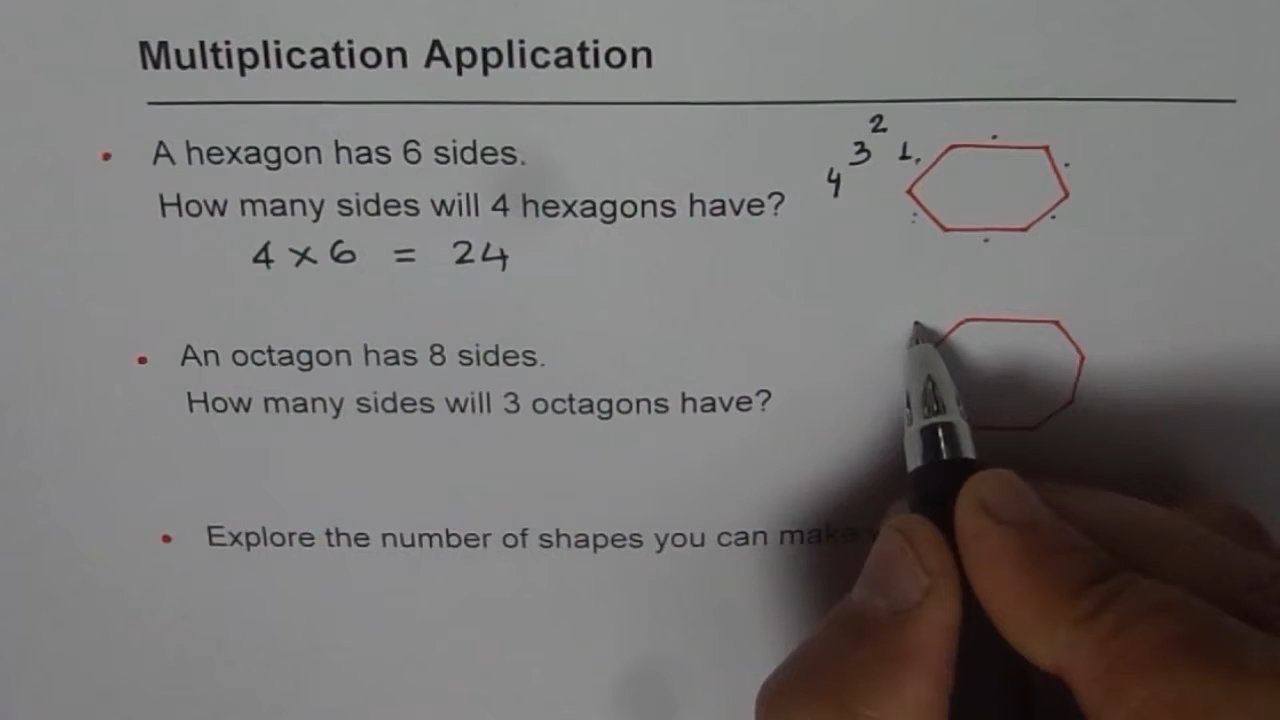 Multiplication Application
A hexagon has 6 sides.
How many sides will 4 hexagons have?
4 × 6 = 24
2
3 1.
4
An octagon has 8 sides.
How many sides will 3 octagons have?
Explore the number of shapes you can make